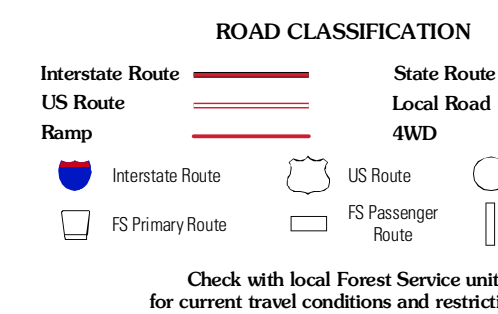 ROAD CLASSIFICATION
Interstate Route State Route
US Route Local Road
Ramp 4WD
Interstate Route US Route
FS Primary Route FS Passenger
Route
Check with local Forest Service unit
for current travel conditions and restricti